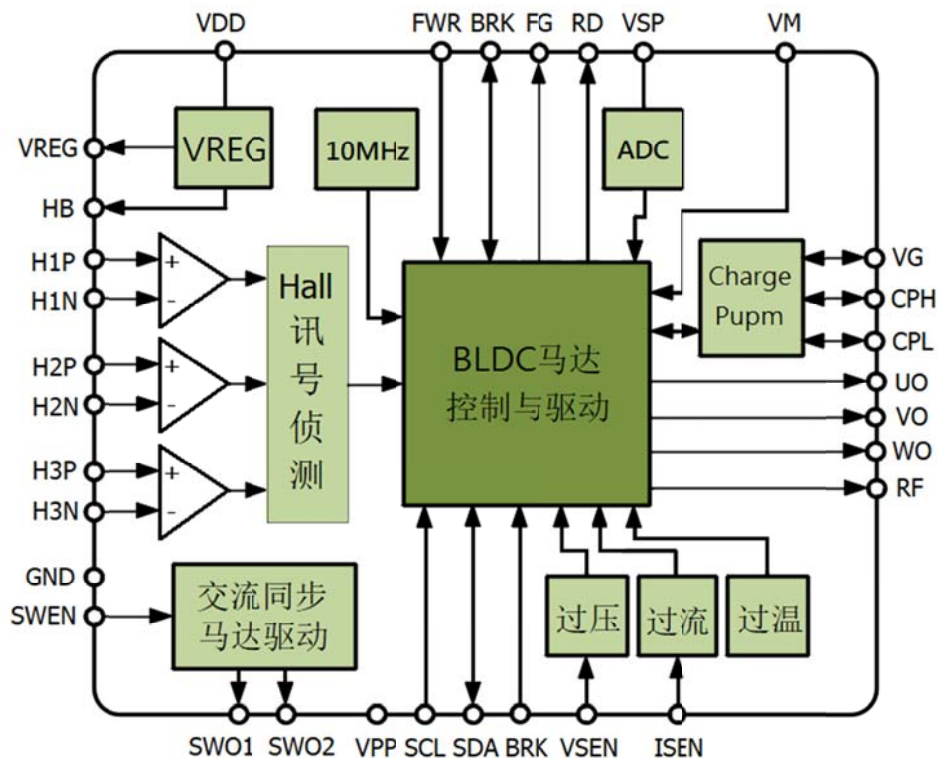 VDD
FWR
BRK
FG
RD
VSP
VM
VREG
VREG
10MHz
ADC
HB
H1P
+
H1N
-
Hall
讯
号
侦
测
H2P
+
H2N
-
H3P
+
H3N
-
BLDC马达
控制与驱动
Charge
Pupm
VG
CPH
CPL
UO
VO
WO
RF
GND
SWEN
交流同步
马达驱动
过压
过流
过温
SWO1
SWO2
VPP
SCL
SDA
BRK
VSEN
ISEN